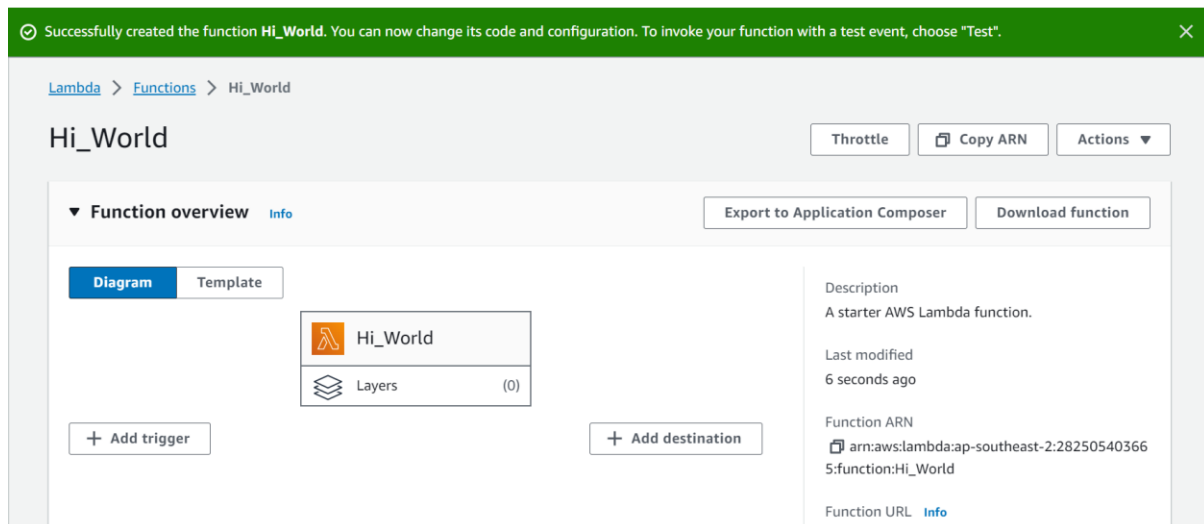 Successfully created the function Hi_World. You can now change its code and configuration. To invoke your function with a test event, choose "Test".
Lambda > Functions > Hi_World
Hi_World
Throttle
Copy ARN
Actions
Function overview Info
Export to Application Composer
Download function
Diagram
Template
Hi_World
Layers (0)
+ Add trigger
+ Add destination
Description
A starter AWS Lambda function.
Last modified
6 seconds ago
Function ARN
arn:aws:lambda:ap-southeast-2:28250540366
5:function:Hi_World
Function URL Info